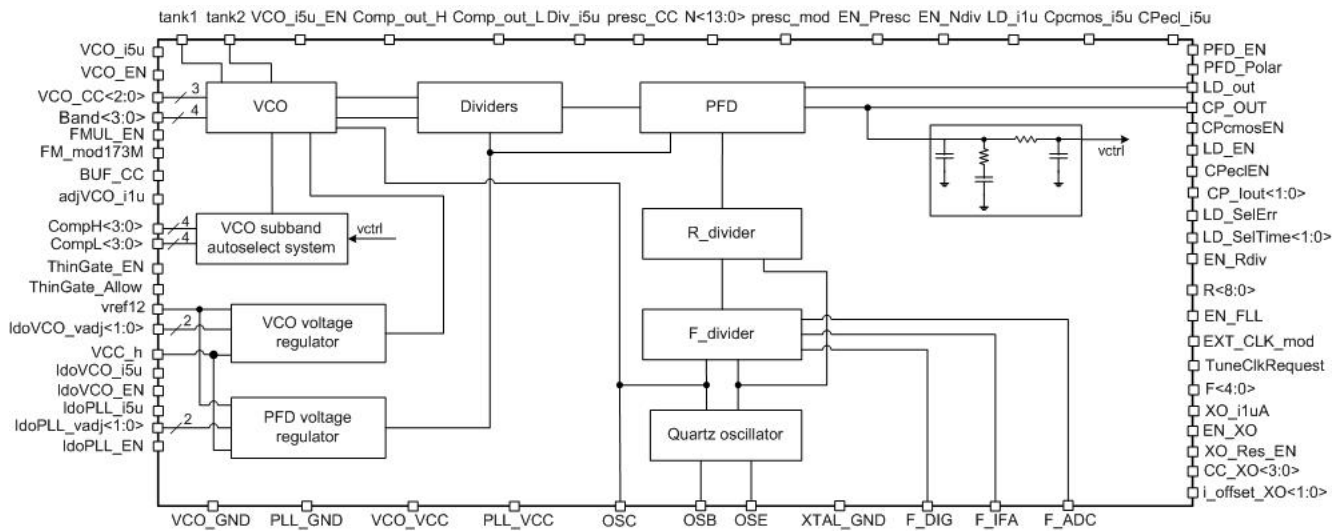 tank1 tank2 VCO_i5u_EN Comp_out_H Comp_out_L Div_i5u presc_CC N<13:0> presc_mod EN_Presc EN_Ndiv LD_i1u Cpcmos_i5u CPecl_i5u
VCO_i5u
VCO_EN
VCO_CC<2:0>
3
Band<3:0>
4
FMUL_EN
FM_mod173M
BUF_CC
adjVCO_i1u
CompH<3:0>
4
CompL<3:0>
4
ThinGate_EN
ThinGate_Allow
vref12
ldoVCO_vadj<1:0>
2
VCC_h
ldoVCO_i5u
ldoVCO_EN
ldoPLL_i5u
ldoPLL_vadj<1:0>
2
ldoPLL_EN
VCO
Dividers
PFD
vctrl
VCO subband
autoselect system
vctrl
R_divider
VCO voltage
regulator
F_divider
PFD voltage
regulator
Quartz oscillator
PFD_EN
PFD_Polar
LD_out
CP_OUT
CPcmosEN
LD_EN
CPeclEN
CP_Iout<1:0>
LD_SelErr
LD_SelTime<1:0>
EN_Rdiv
R<8:0>
EN_FLL
EXT_CLK_mod
TuneClkRequest
F<4:0>
XO_i1uA
EN_XO
XO_Res_EN
CC_XO<3:0>
i_offset_XO<1:0>
VCO_GND PLL_GND VCO_VCC PLL_VCC OSC OSB OSE XTAL_GND F_DIG F_IFA F_ADC